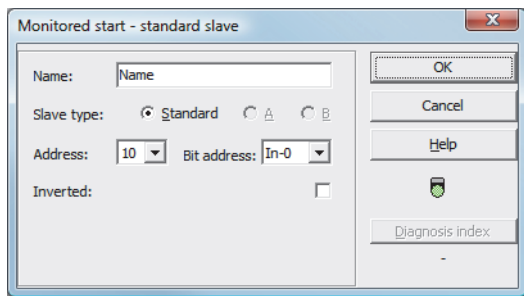 Monitored start - standard slave
Name: Name
Slave type: Standard A B
Address: 10 Bit address: In-0
Inverted:
OK
Cancel
Help
Diagnosis index
-